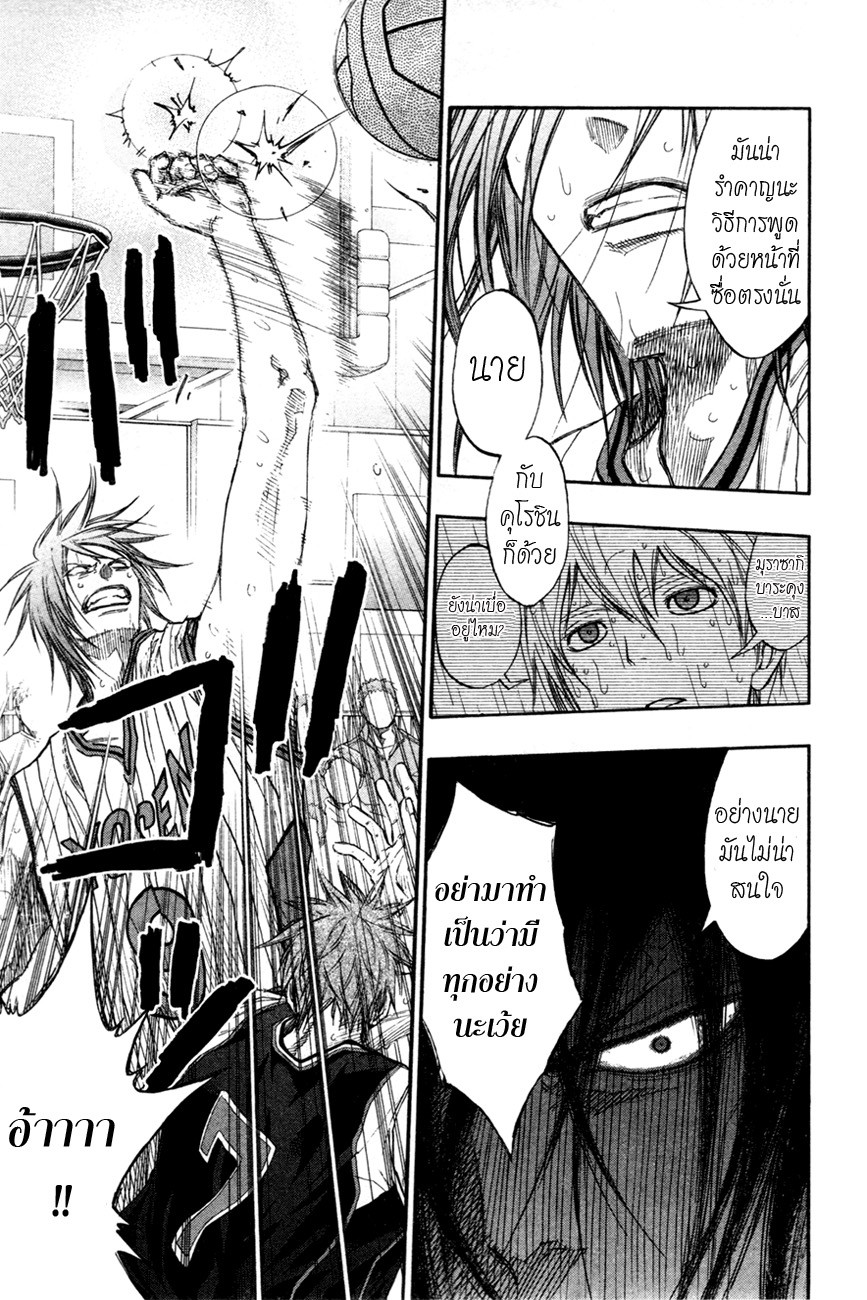 มันน่า
รำคาญนะ
วิธีการพูด
ด้วยหน้าที่
ซื่อตรงนั่น
นาย
กับ
คุโรชิน
ก็ด้วย
มุราซากิ
บาระคุง
...บาส
ยังน่าเบื่อ
อยู่ไหม?
อย่างนาย
มันไม่น่า
สนใจ
อย่ามาทำ
เป็นว่ามี
ทุกอย่าง
นะเว้ย
YOSEN
7
อ้าาาา
!!